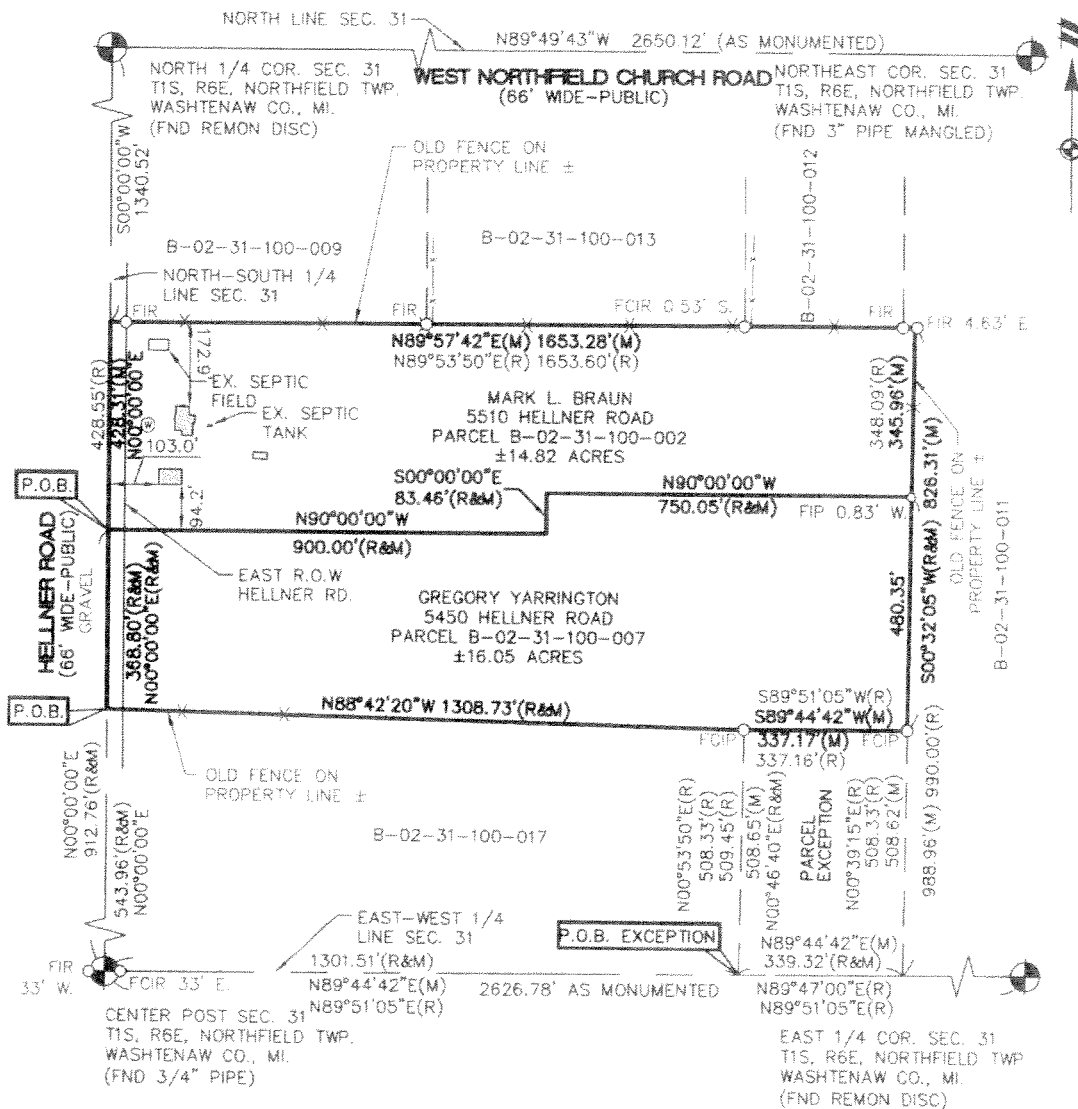 NORTH LINE SEC. 31
N89°49'43"W 2650.12' (AS MONUMENTED)
NORTH 1/4 COR. SEC. 31
T1S, R6E, NORTHFIELD TWP.
WASHTENAW CO., MI.
(FND REMON DISC)
WEST NORTHFIELD CHURCH ROAD
(66' WIDE-PUBLIC)
NORTHEAST COR. SEC. 31
T1S, R6E, NORTHFIELD TWP.
WASHTENAW CO., MI.
(FND 3" PIPE MANGLED)
N
S00°00'00"W
1340.52'
OLD FENCE ON
PROPERTY LINE ±
B-02-31-100-009
B-02-31-100-013
B-02-31-100-012
NORTH-SOUTH 1/4
LINE SEC. 31
FIR
FIR
FCIR 0.53' S.
FIR
FIR 4.63' E
N89°57'42"E(M) 1653.28'(M)
N89°53'50"E(R) 1653.60'(R)
428.55'(R)
428.31'(M)
N00°00'00"E
172.9'
EX. SEPTIC
FIELD
EX. SEPTIC
TANK
W
103.0'
94.2'
MARK L. BRAUN
5510 HELLNER ROAD
PARCEL B-02-31-100-002
±14.82 ACRES
348.09'(R)
345.96'(M)
S00°32'05"W(R&M) 826.31'(M)
OLD FENCE ON
PROPERTY LINE ±
B-02-31-100-011
S00°00'00"E
83.46'(R&M)
N90°00'00"W
750.05'(R&M)
FIP 0.83' W.
P.O.B.
N90°00'00"W
900.00'(R&M)
HELLNER ROAD
(66' WIDE-PUBLIC)
GRAVEL
EAST R.O.W
HELLNER RD.
368.80'(R&M)
N00°00'00"E(R&M)
GREGORY YARRINGTON
5450 HELLNER ROAD
PARCEL B-02-31-100-007
±16.05 ACRES
480.35'
P.O.B.
N88°42'20"W 1308.73'(R&M)
S89°51'05"W(R)
S89°44'42"W(M)
FCIP
337.17'(M)
FCIP
337.16'(R)
OLD FENCE ON
PROPERTY LINE ±
N00°00'00"E
912.76'(R&M)
543.96'(R&M)
N00°00'00"E
B-02-31-100-017
N00°53'50"E(R)
508.33'(R)
509.45'(R)
508.65'(M)
N00°46'40"E(R&M)
PARCEL
EXCEPTION
N00°39'15"E(R)
508.33'(R)
508.62'(M)
988.96'(M) 990.00'(R)
EAST-WEST 1/4
LINE SEC. 31
P.O.B. EXCEPTION
FIR
33' W.
FCIR 33' E.
1301.51'(R&M)
N89°44'42"E(M)
N89°51'05"E(R)
2626.78' AS MONUMENTED
N89°44'42"E(M)
339.32'(R&M)
N89°47'00"E(R)
N89°51'05"E(R)
CENTER POST SEC. 31
T1S, R6E, NORTHFIELD TWP.
WASHTENAW CO., MI.
(FND 3/4" PIPE)
EAST 1/4 COR. SEC. 31
T1S, R6E, NORTHFIELD TWP
WASHTENAW CO., MI.
(FND REMON DISC)